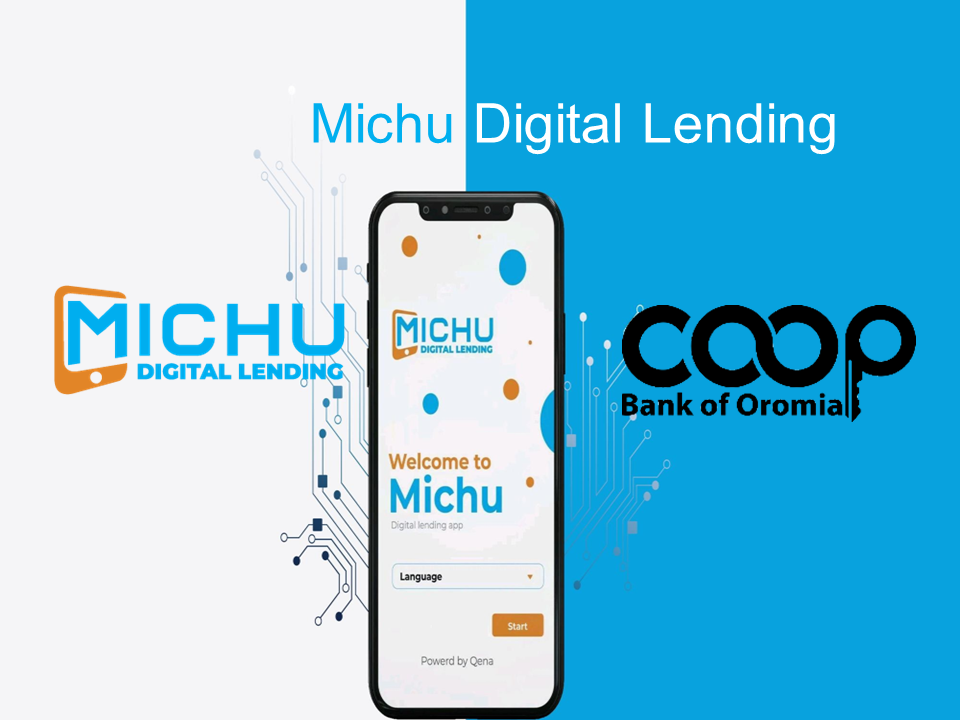 Michu Digital Lending
MICHU
DIGITAL LENDING
coop
Bank of Oromia
MICHU
DIGITAL LENDING
Welcome to
Michu
Digital lending app
Language
Start
Powerd by Qena